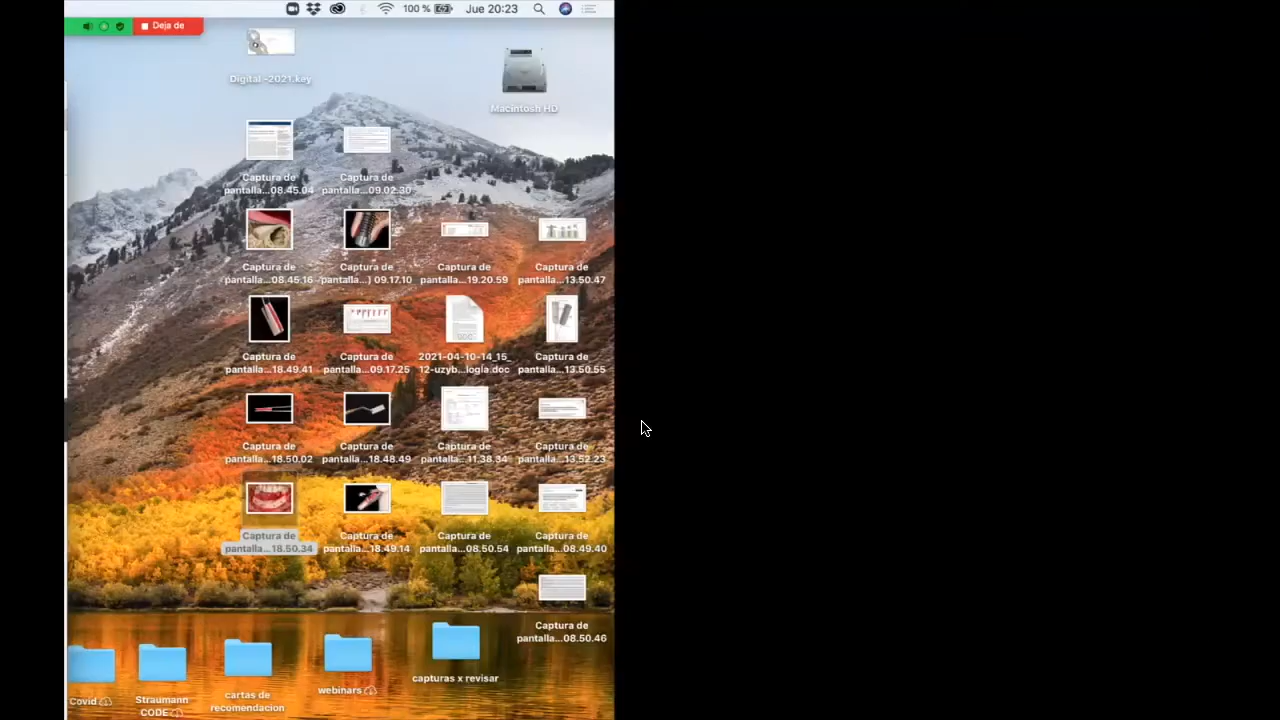 100 %
Jue 20:23
Deja de
Digital -2021.key
Macintosh HD
Captura de
pantalla...08.45.04
Captura de
pantalla...09.02.30
Captura de
pantalla...08.45.16
Captura de
pantalla...) 09.17.10
Captura de
pantalla...19.20.59
Captura de
pantalla...13.50.47
Captura de
pantalla...18.49.41
Captura de
pantalla...09.17.25
2021-04-10-14_15_
12-uzyb...logia.doc
Captura de
pantalla...13.50.55
Captura de
pantalla...18.50.02
Captura de
pantalla...18.48.49
Captura de
pantalla...11.38.34
Captura de
pantalla...13.52.23
Captura de
pantalla...18.50.34
Captura de
pantalla...18.49.14
Captura de
pantalla...08.50.54
Captura de
pantalla...08.49.40
Captura de
pantalla...08.50.46
Covid
Straumann
CODE
cartas de
recomendacion
webinars
capturas x revisar